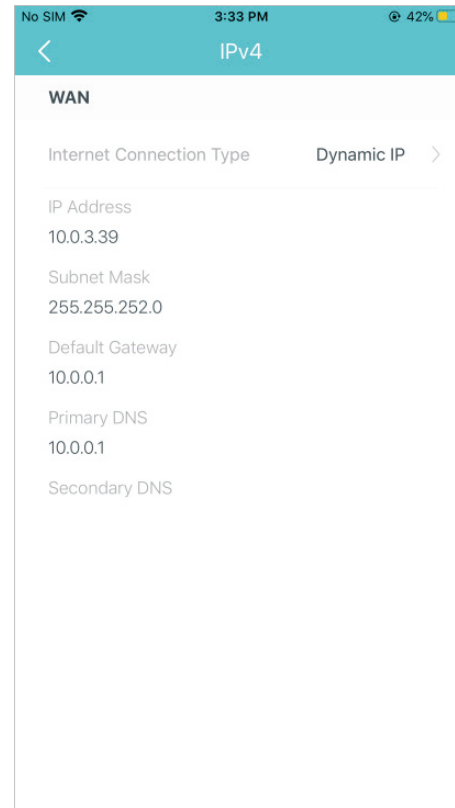 No SIM 3:33 PM 42%
IPv4
WAN
Internet Connection Type Dynamic IP
IP Address
10.0.3.39
Subnet Mask
255.255.252.0
Default Gateway
10.0.0.1
Primary DNS
10.0.0.1
Secondary DNS